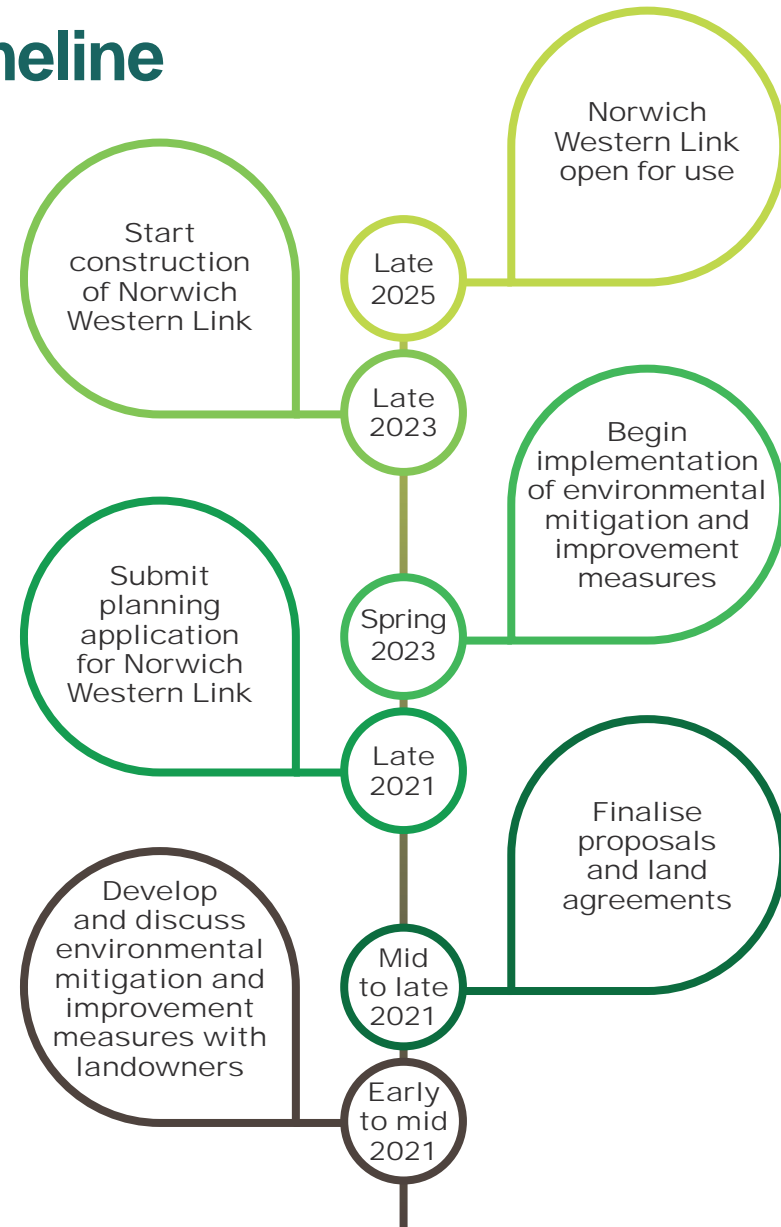 meline
Norwich
Western Link
open for use
Start
construction
of Norwich
Western Link
Late
2025
Late
2023
Begin
implementation
of environmental
mitigation and
improvement
measures
Submit
planning
application
for Norwich
Western Link
Spring
2023
Late
2021
Finalise
proposals
and land
agreements
Develop
and discuss
environmental
mitigation and
improvement
measures with
landowners
Mid
to late
2021
Early
to mid
2021